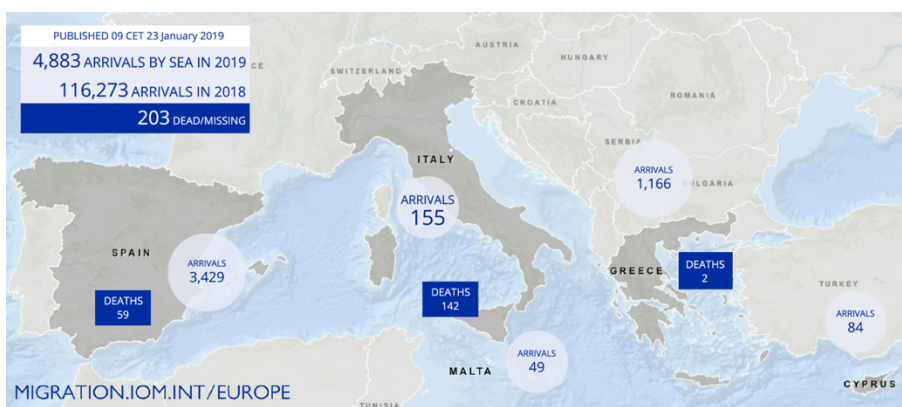 PUBLISHED 09 CET 23 January 2019
4,883 ARRIVALS BY SEA IN 2019
116,273 ARRIVALS IN 2018
203 DEAD/MISSING
CE
AUSTRIA
SWITZERLAND
HUNGARY
CROATIA
ROMANIA
SERBIA
ITALY
ARRIVALS
1,166
BULGARIA
ARRIVALS
155
SPAIN
ARRIVALS
3,429
GREECE
DEATHS
2
TURKEY
DEATHS
59
DEATHS
142
ARRIVALS
84
MALTA
ARRIVALS
49
CYPRUS
MIGRATION.IOM.INT/EUROPE
TUNISIA